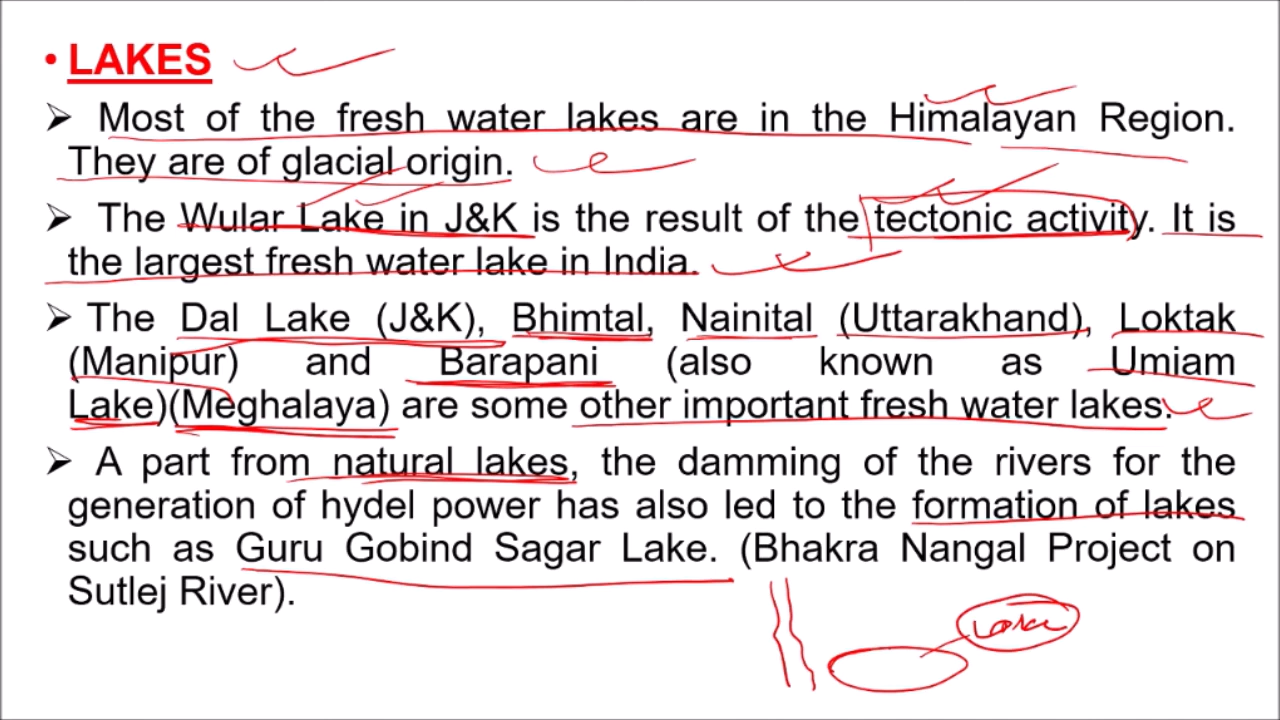 • LAKES
➢ Most of the fresh water lakes are in the Himalayan Region.
They are of glacial origin.
➢ The Wular Lake in J&K is the result of the tectonic activity. It is
the largest fresh water lake in India.
➢ The Dal Lake (J&K), Bhimtal, Nainital (Uttarakhand), Loktak
(Manipur) and Barapani (also known as Umiam
Lake)(Meghalaya) are some other important fresh water lakes.
➢ A part from natural lakes, the damming of the rivers for the
generation of hydel power has also led to the formation of lakes
such as Guru Gobind Sagar Lake. (Bhakra Nangal Project on
Sutlej River).